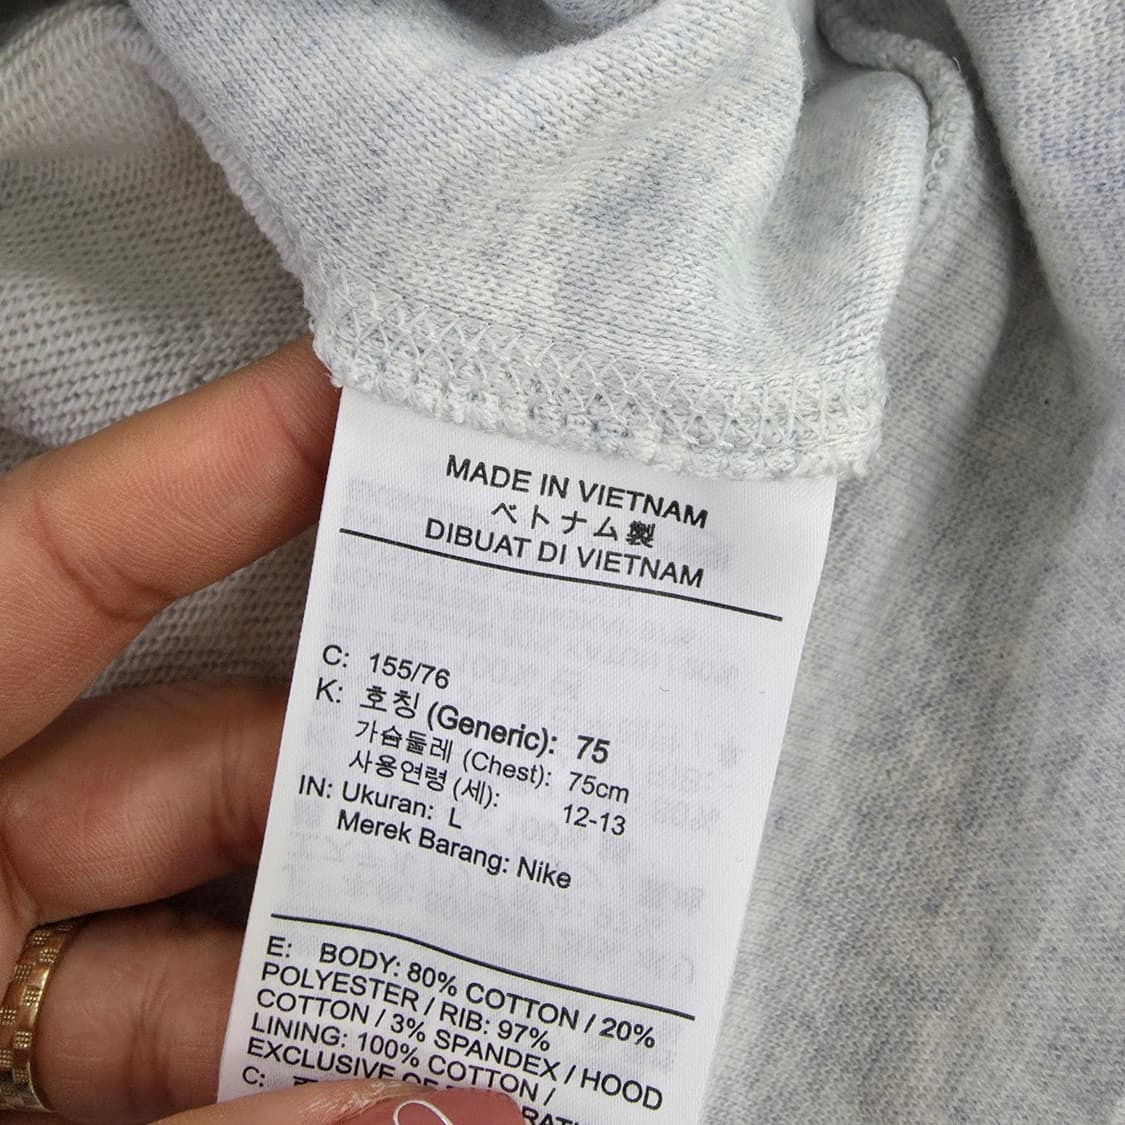 MADE IN VIETNAM
ベトナム製
DIBUAT DI VIETNAM
C: 155/76
K: 호칭 (Generic): 75
가슴둘레 (Chest): 75cm
사용연령 (세): 12-13
IN: Ukuran: L
Merek Barang: Nike
E: BODY: 80% COTTON / 20%
POLYESTER / RIB: 97%
COTTON / 3% SPANDEX / HOOD
LINING: 100% COTTON /
EXCLUSIVE OF
C: